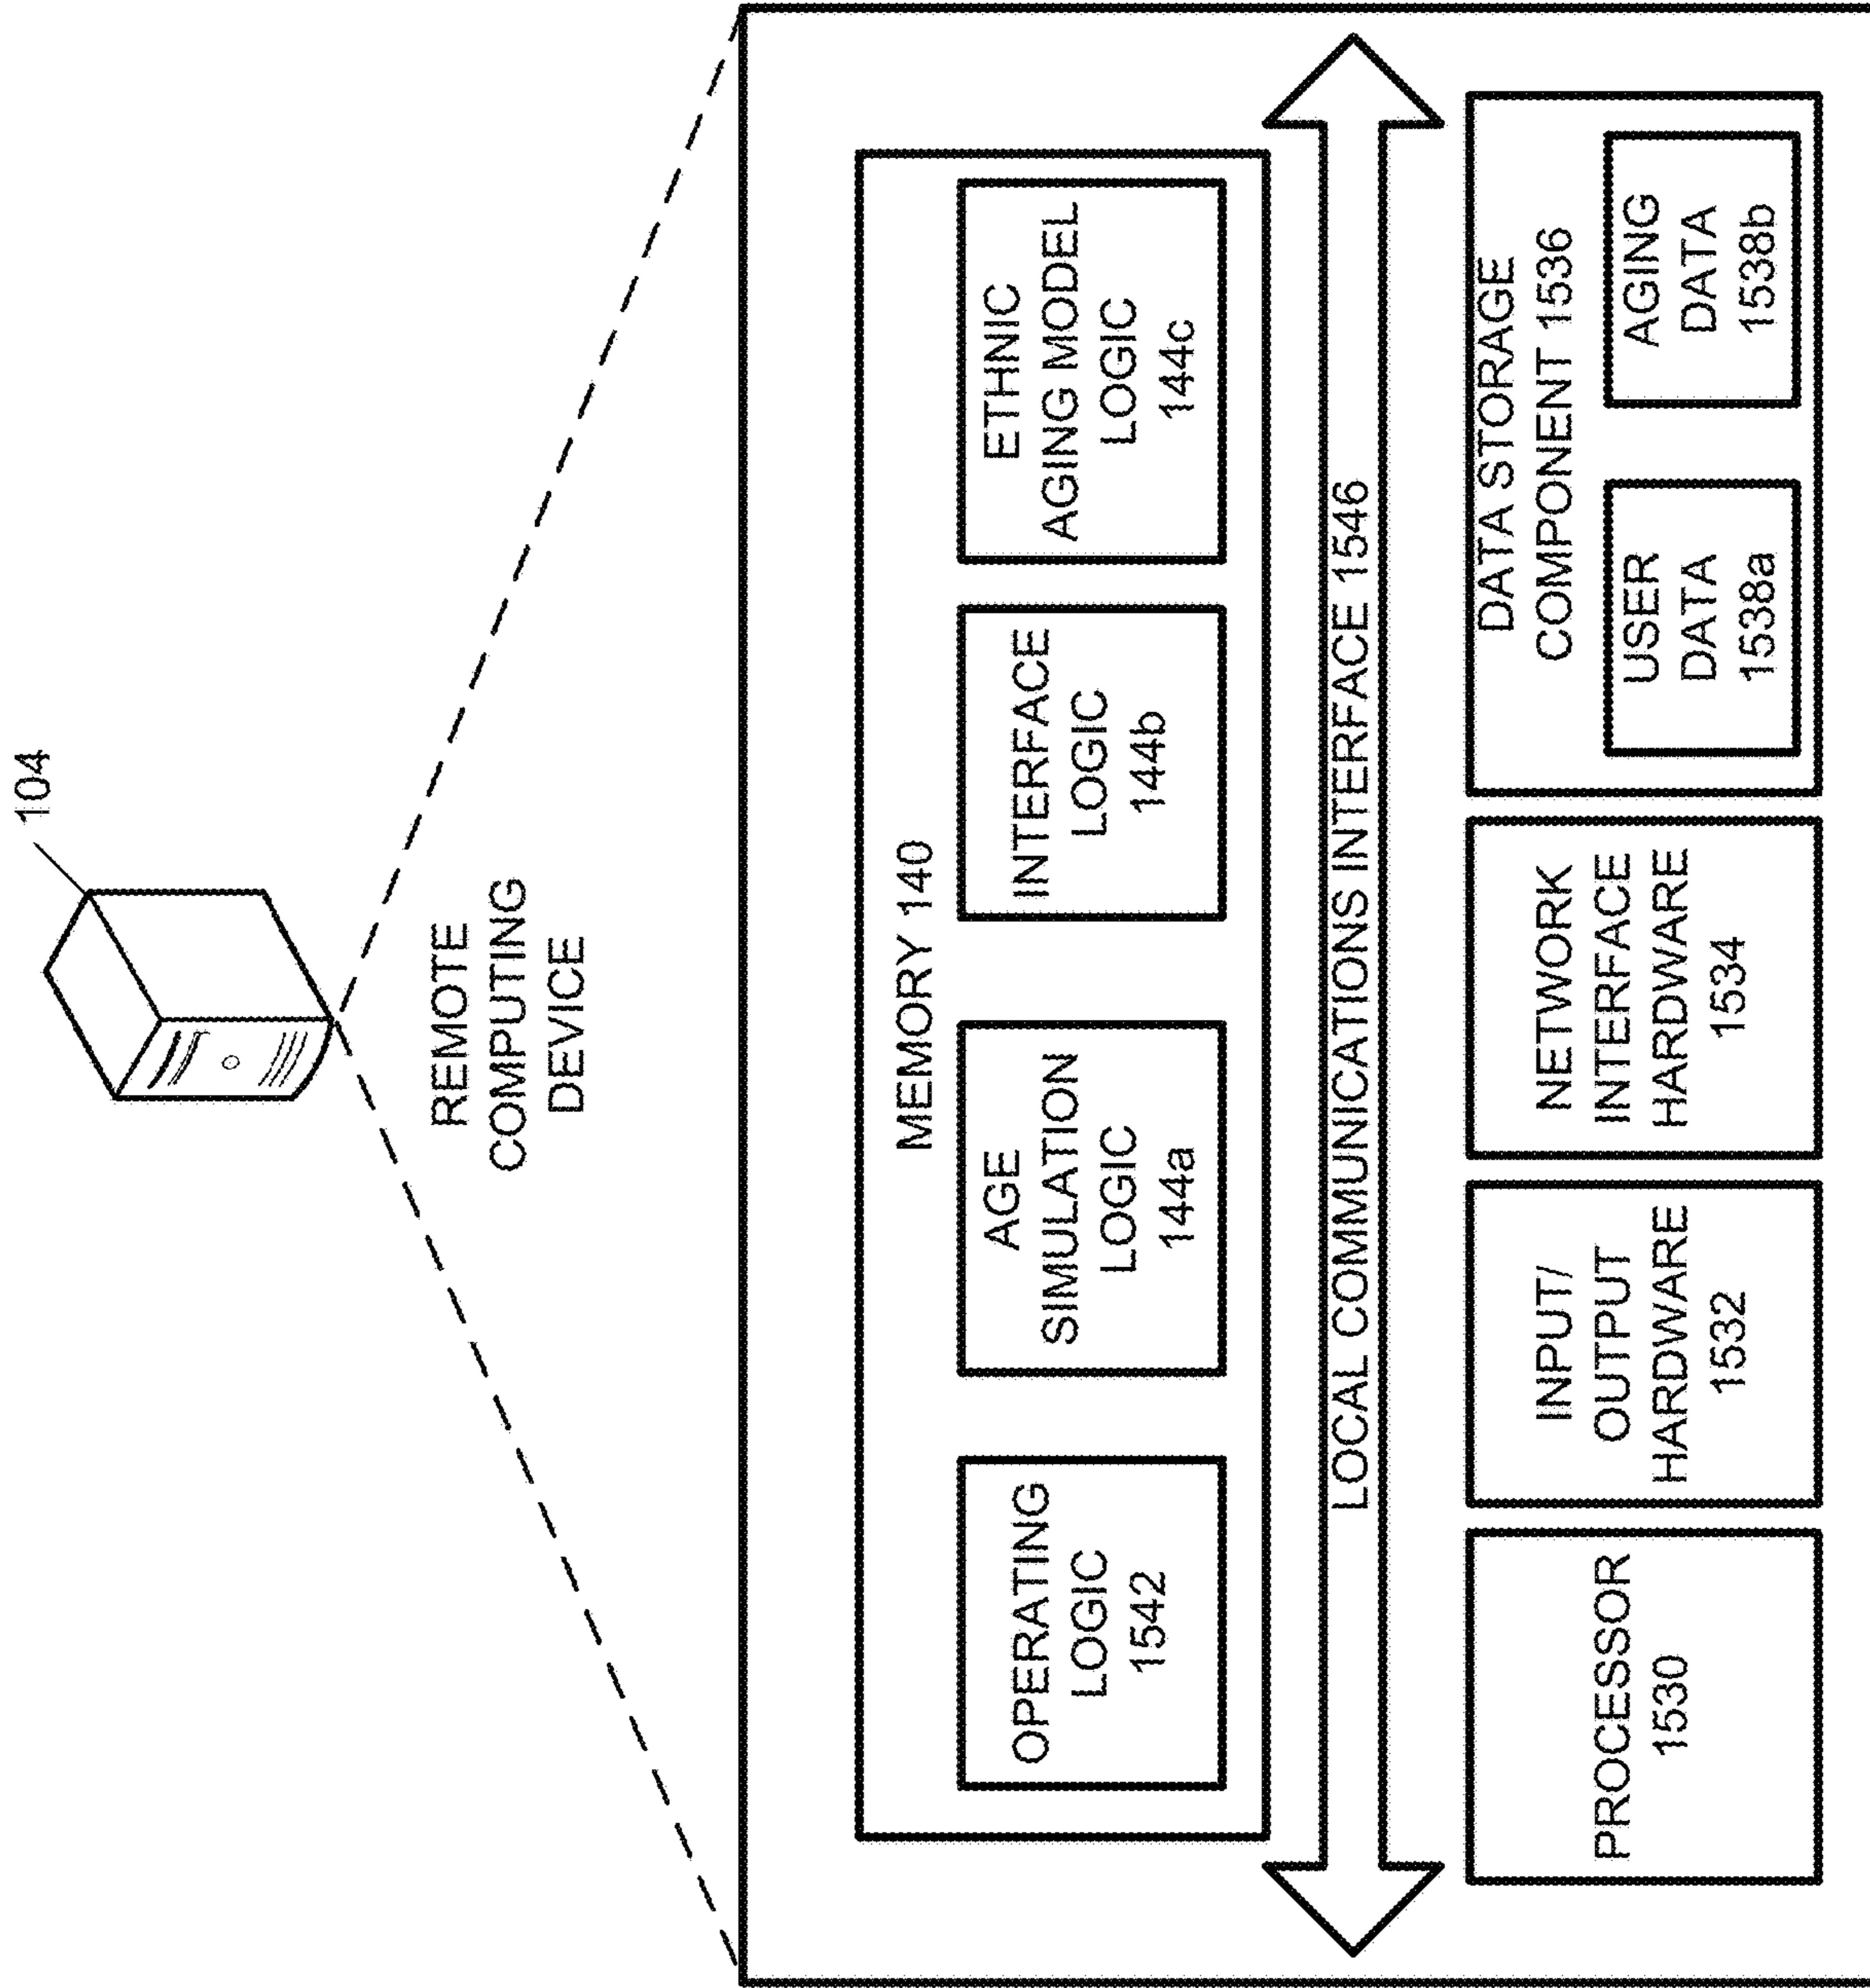 104
REMOTE
COMPUTING
DEVICE
MEMORY 140
OPERATING
LOGIC
1542
AGE
SIMULATION
LOGIC
144a
INTERFACE
LOGIC
144b
ETHNIC
AGING MODEL
LOGIC
144c
LOCAL COMMUNICATIONS INTERFACE 1546
PROCESSOR
1530
INPUT/
OUTPUT
HARDWARE
1532
NETWORK
INTERFACE
HARDWARE
1534
DATA STORAGE
COMPONENT 1536
USER
DATA
1538a
AGING
DATA
1538b